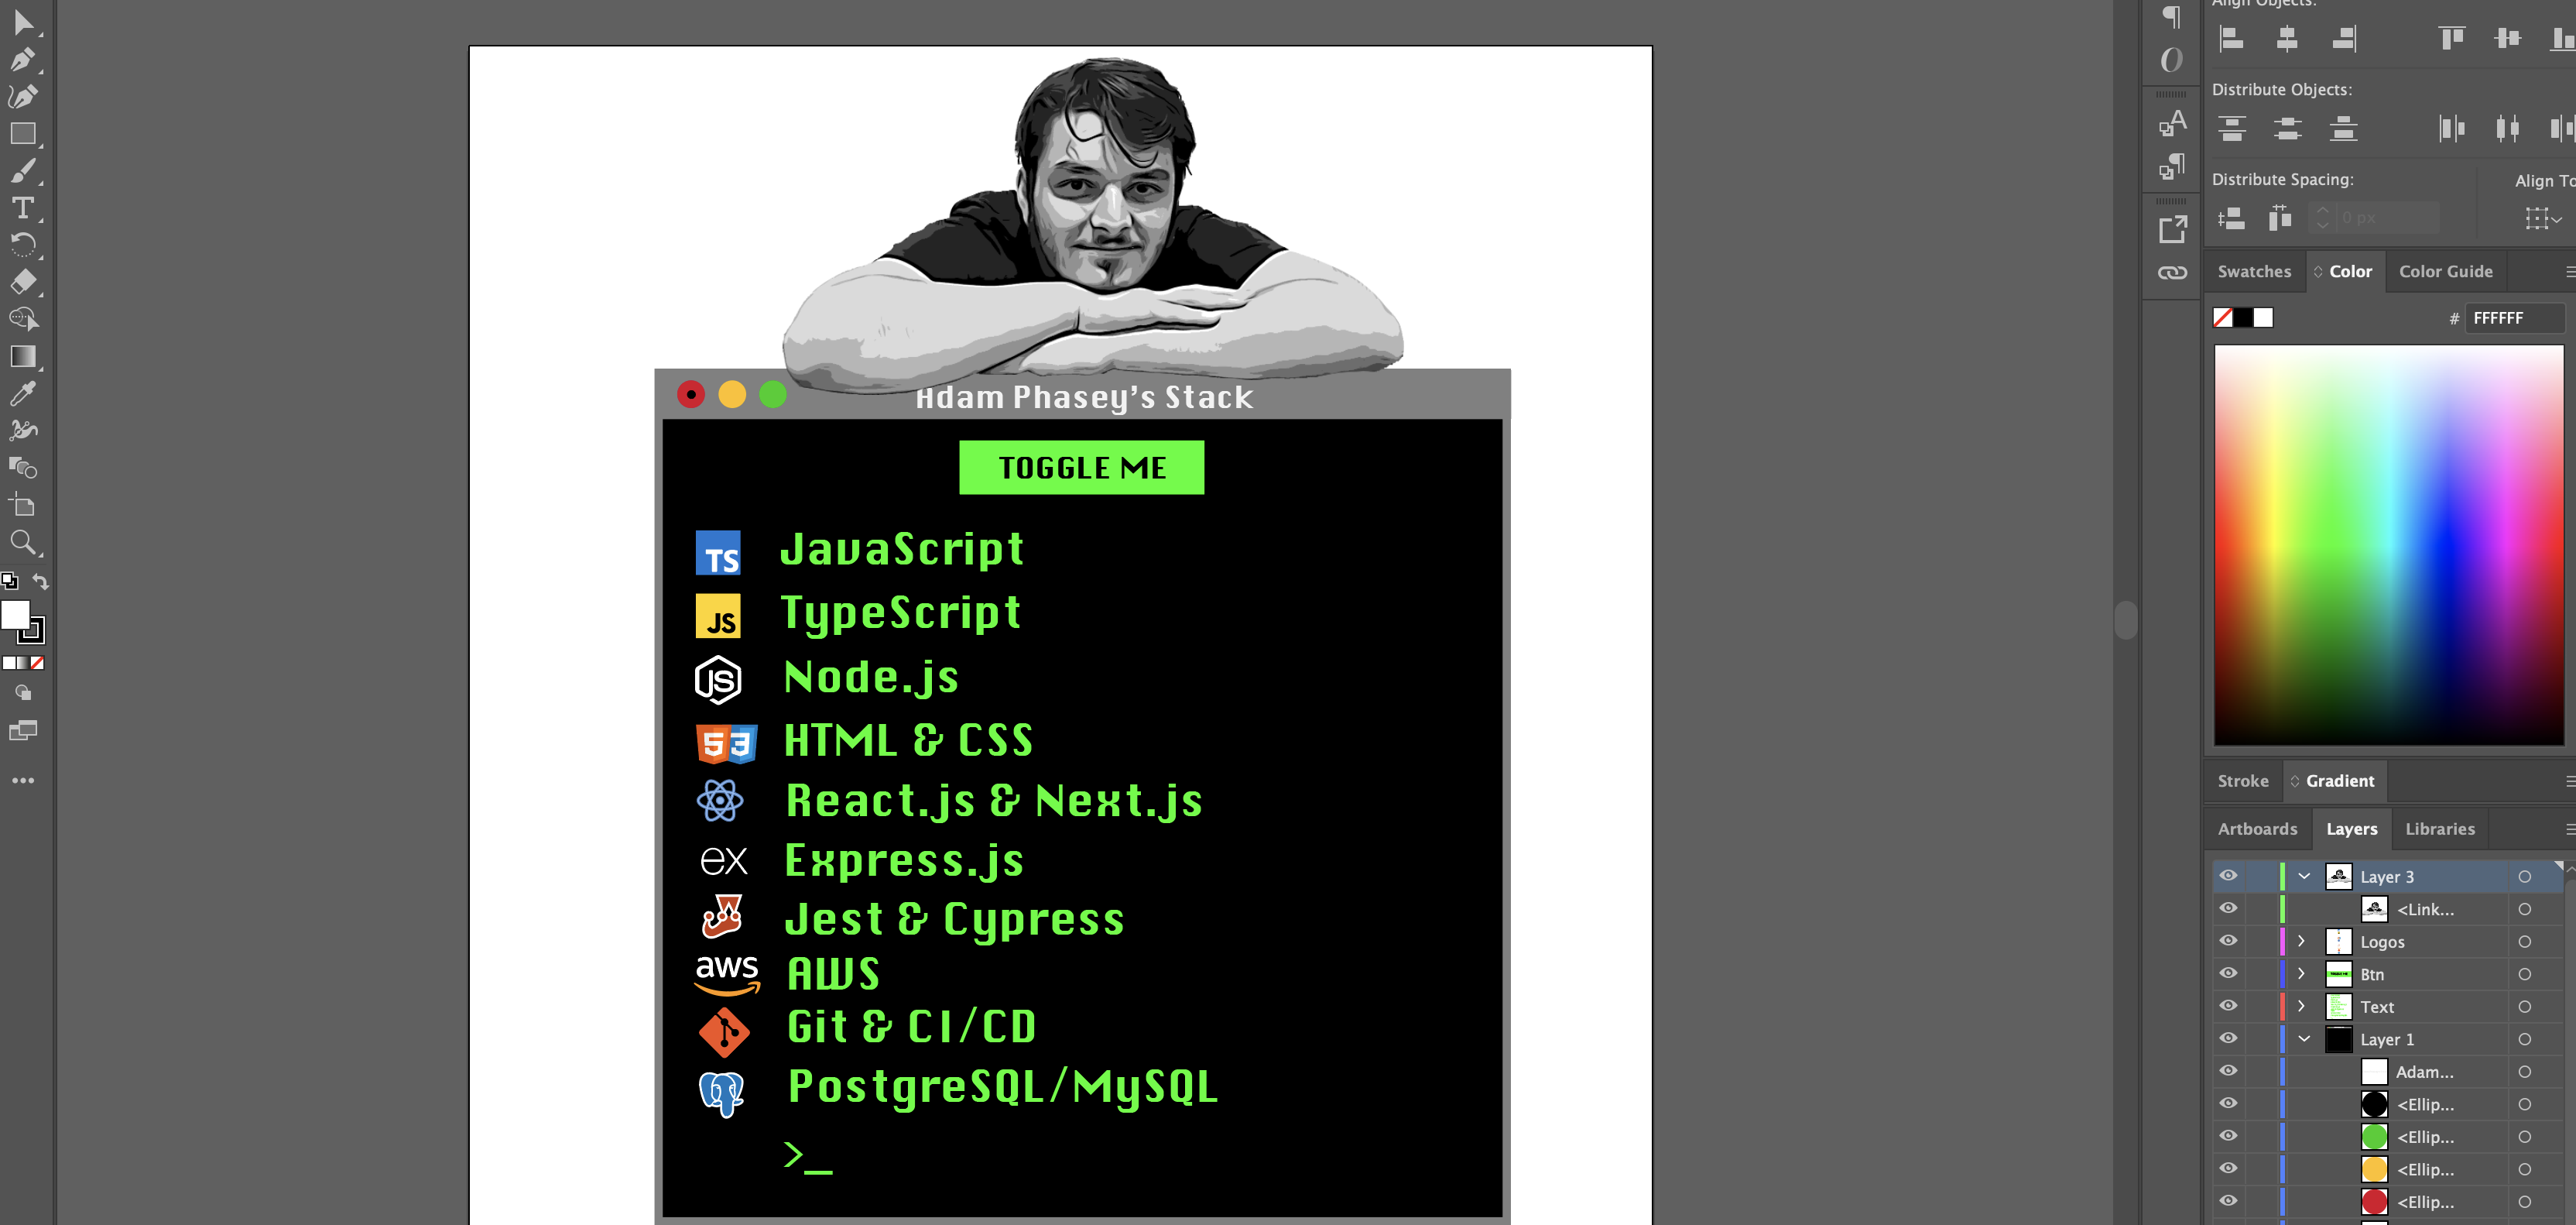 Align Objects:
Distribute Objects:
Distribute Spacing:
Align To
0 px
Swatches
Color
Color Guide
# FFFFFF
Stroke
Gradient
Artboards
Layers
Libraries
Layer 3
<Link...
Logos
Btn
Text
Layer 1
Adam...
<Ellip...
<Ellip...
<Ellip...
<Ellip...
Adam Phasey's Stack
TOGGLE ME
TS JavaScript
JS TypeScript
JS Node.js
5 3 HTML & CSS
React.js & Next.js
ex Express.js
Jest & Cypress
aws AWS
Git & CI/CD
PostgreSQL/MySQL
>_